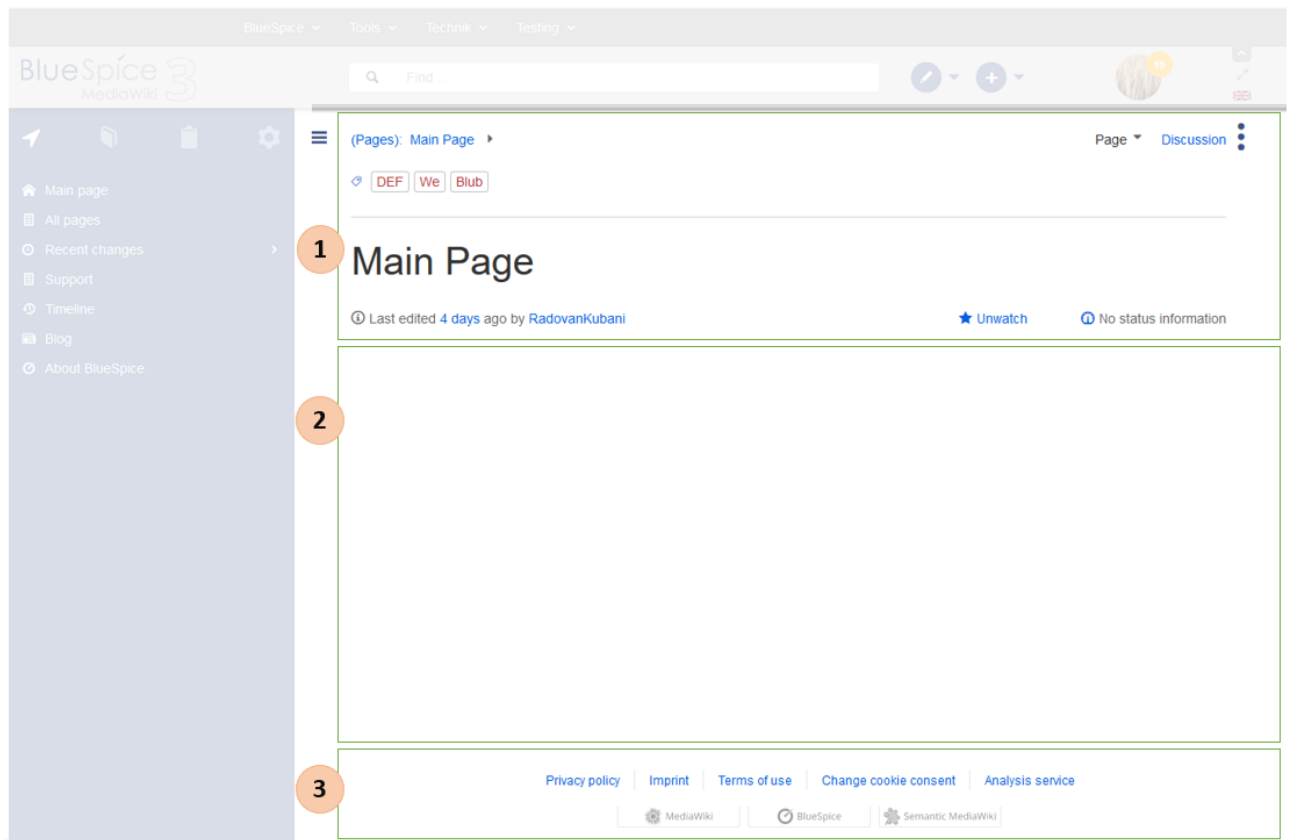 BlueSpice Tools Technik Testing
BlueSpice 3
MediaWiki
Find ...
15
(Pages): Main Page
Page Discussion
DEF We Blub
Main page
All pages
Recent changes
Support
Timeline
Blog
About BlueSpice
1
Main Page
Last edited 4 days ago by RadovanKubani
Unwatch
No status information
2
3
Privacy policy Imprint Terms of use Change cookie consent Analysis service
MediaWiki BlueSpice Semantic MediaWiki